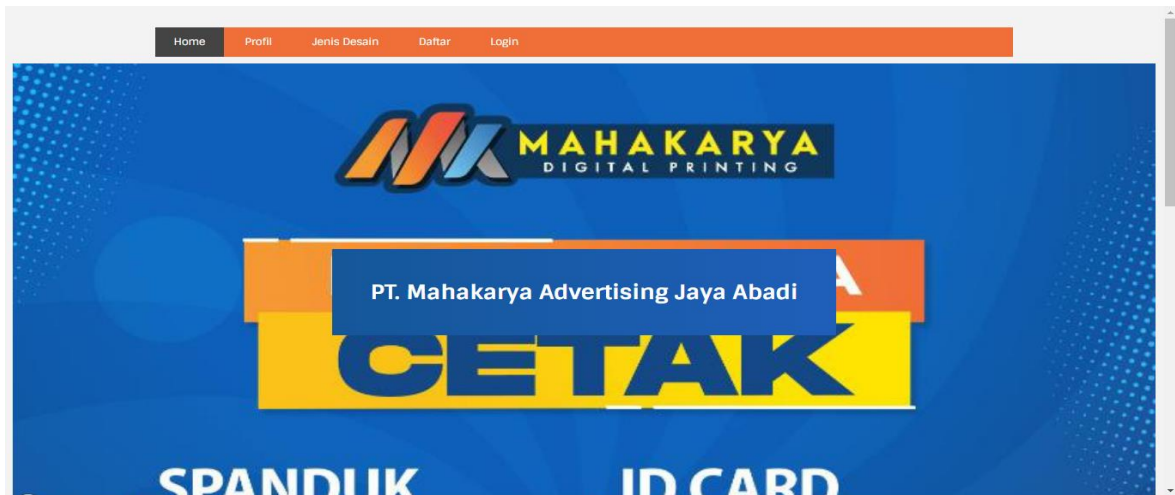 Home Profil Jenis Desain Daftar Login
MAHAKARYA
DIGITAL PRINTING
PT. Mahakarya Advertising Jaya Abadi
CETAK
SPANDUK ID CARD